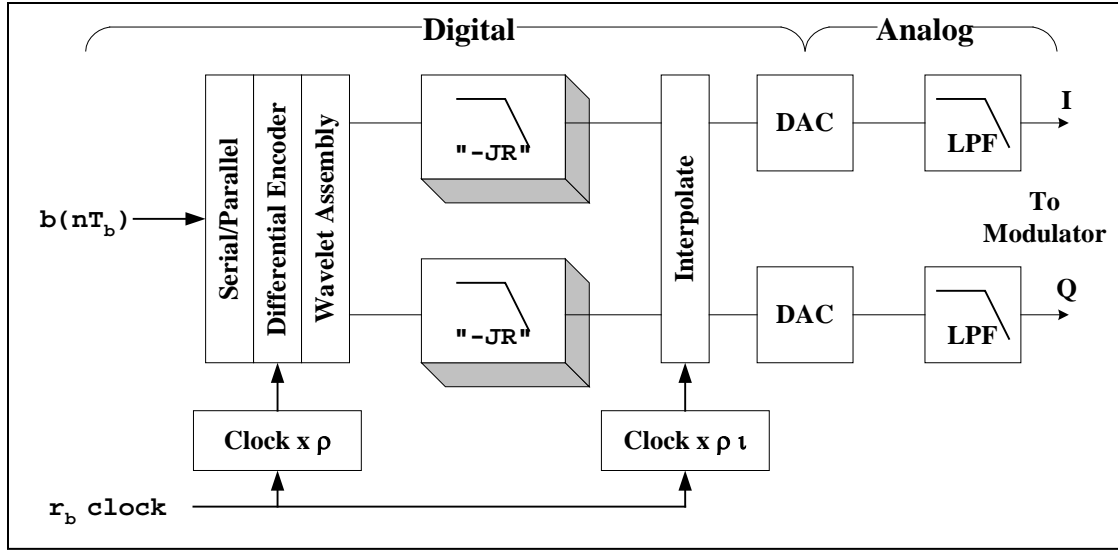 Digital
Analog
Serial/Parallel
Differential Encoder
Wavelet Assembly
"-JR"
Interpolate
DAC
LPF
I
b(nT_b)
To
Modulator
"-JR"
DAC
LPF
Q
Clock x ρ
Clock x ρ ι
r_b clock